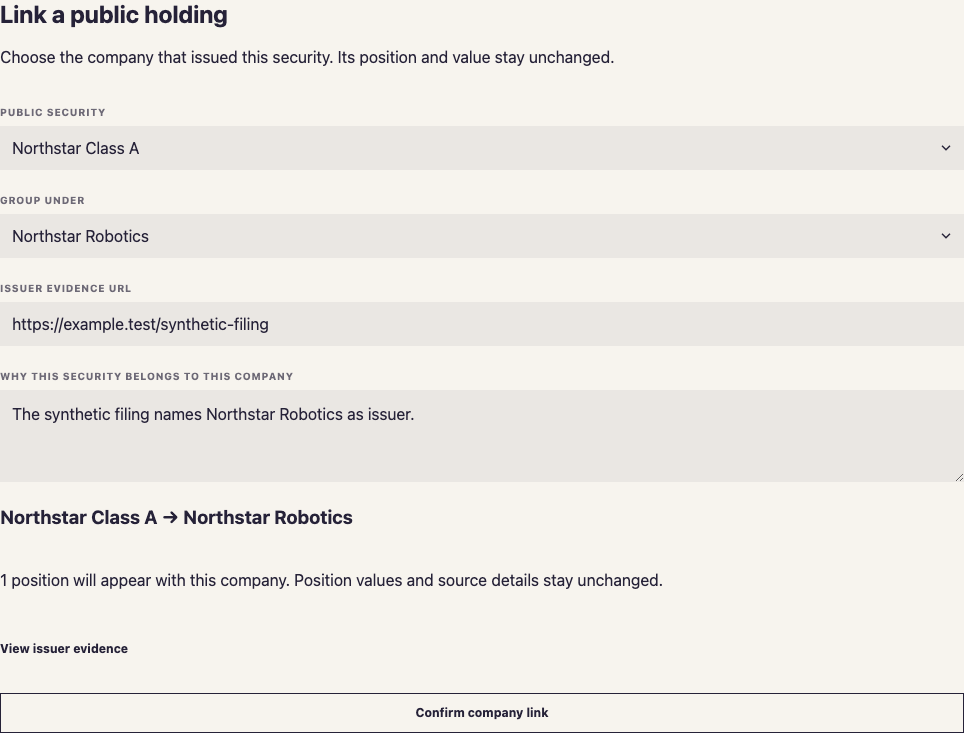 Link a public holding
Choose the company that issued this security. Its position and value stay unchanged.
PUBLIC SECURITY
Northstar Class A
GROUP UNDER
Northstar Robotics
ISSUER EVIDENCE URL
https://example.test/synthetic-filing
WHY THIS SECURITY BELONGS TO THIS COMPANY
The synthetic filing names Northstar Robotics as issuer.
Northstar Class A → Northstar Robotics
1 position will appear with this company. Position values and source details stay unchanged.
View issuer evidence
Confirm company link